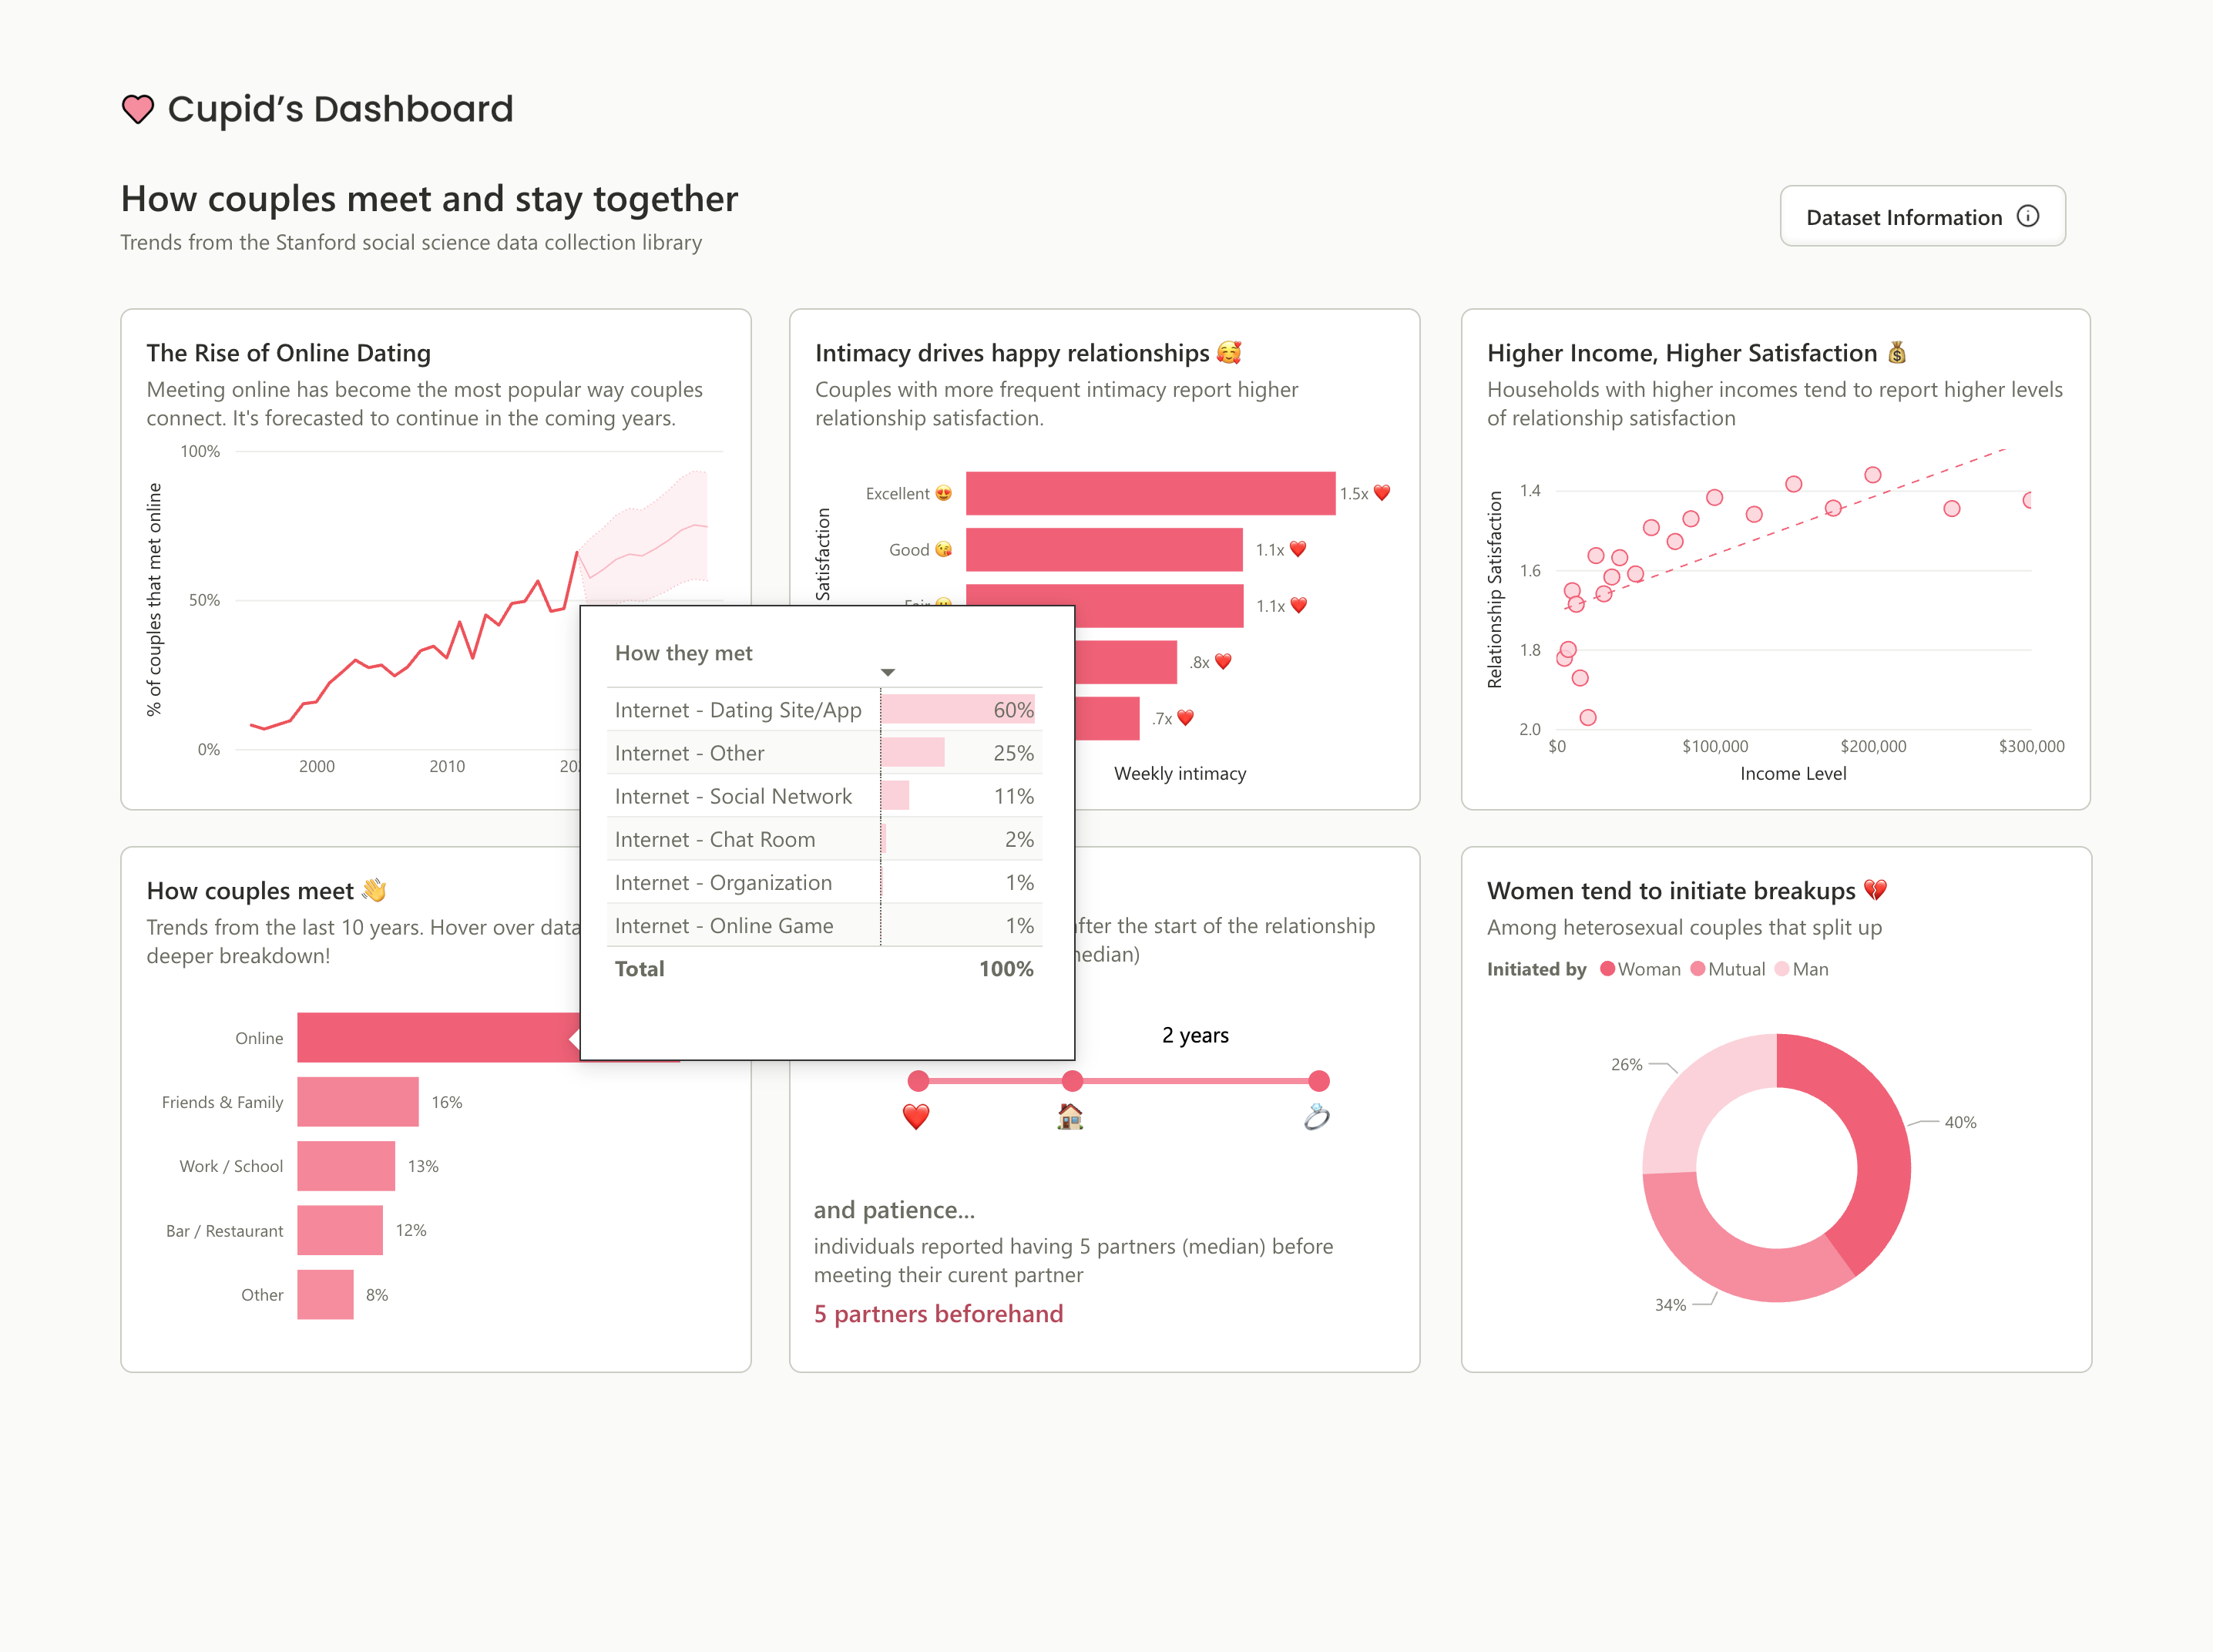 Cupid’s Dashboard
How couples meet and stay together
Trends from the Stanford social science data collection library
Dataset Information
The Rise of Online Dating
Meeting online has become the most popular way couples
connect. It's forecasted to continue in the coming years.
% of couples that met online
100%
50%
0%
2000
2010
Intimacy drives happy relationships
Couples with more frequent intimacy report higher
relationship satisfaction.
Satisfaction
Excellent
1.5x
Good
1.1x
Fair
1.1x
.8x
.7x
Weekly intimacy
Higher Income, Higher Satisfaction
Households with higher incomes tend to report higher levels
of relationship satisfaction
Relationship Satisfaction
1.4
1.6
1.8
2.0
$0
$100,000
$200,000
$300,000
Income Level
How they met
Internet - Dating Site/App 60%
Internet - Other 25%
Internet - Social Network 11%
Internet - Chat Room 2%
Internet - Organization 1%
Internet - Online Game 1%
Total 100%
How couples meet
Trends from the last 10 years. Hover over data
deeper breakdown!
Online
Friends & Family 16%
Work / School 13%
Bar / Restaurant 12%
Other 8%
the start of the relationship
2 years
and patience...
individuals reported having 5 partners (median) before
meeting their curent partner
5 partners beforehand
Women tend to initiate breakups
Among heterosexual couples that split up
Initiated by Woman Mutual Man
26%
40%
34%